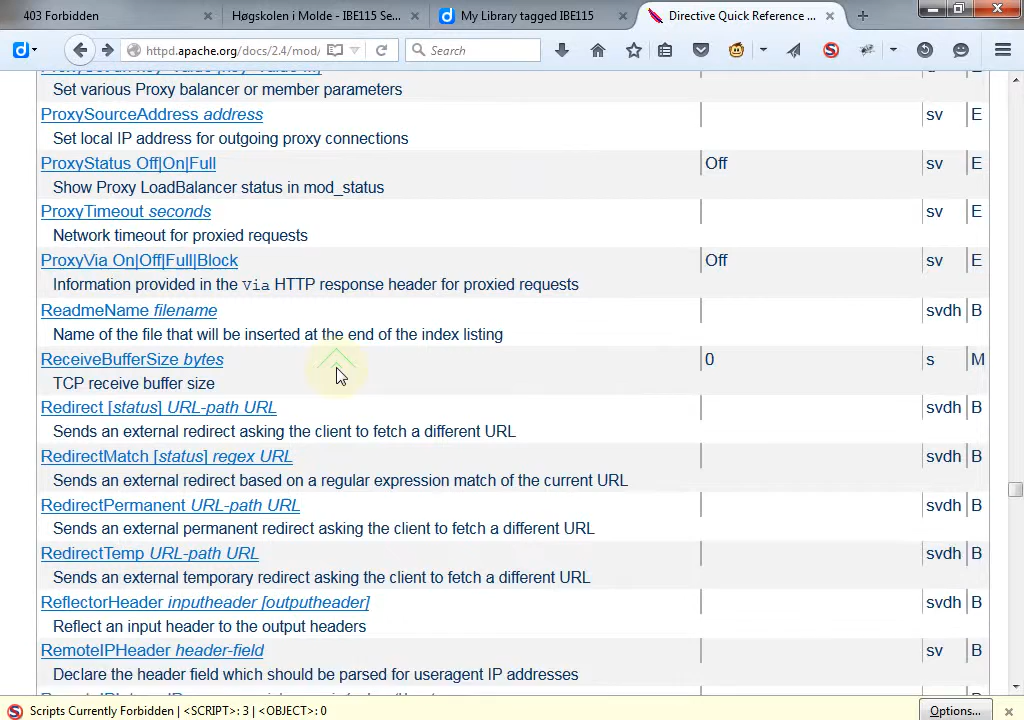 403 Forbidden
Høgskolen i Molde - IBE115 Se...
My Library tagged IBE115
Directive Quick Reference ...
httpd.apache.org/docs/2.4/mod/
Search
Set various Proxy balancer or member parameters
ProxySourceAddress address sv E
Set local IP address for outgoing proxy connections
ProxyStatus Off|On|Full Off sv E
Show Proxy LoadBalancer status in mod_status
ProxyTimeout seconds sv E
Network timeout for proxied requests
ProxyVia On|Off|Full|Block Off sv E
Information provided in the Via HTTP response header for proxied requests
ReadmeName filename svdh B
Name of the file that will be inserted at the end of the index listing
ReceiveBufferSize bytes 0 s M
TCP receive buffer size
Redirect [status] URL-path URL svdh B
Sends an external redirect asking the client to fetch a different URL
RedirectMatch [status] regex URL svdh B
Sends an external redirect based on a regular expression match of the current URL
RedirectPermanent URL-path URL svdh B
Sends an external permanent redirect asking the client to fetch a different URL
RedirectTemp URL-path URL svdh B
Sends an external temporary redirect asking the client to fetch a different URL
ReflectorHeader inputheader [outputheader] svdh B
Reflect an input header to the output headers
RemoteIPHeader header-field sv B
Declare the header field which should be parsed for useragent IP addresses
Scripts Currently Forbidden | <SCRIPT>: 3 | <OBJECT>: 0
Options...